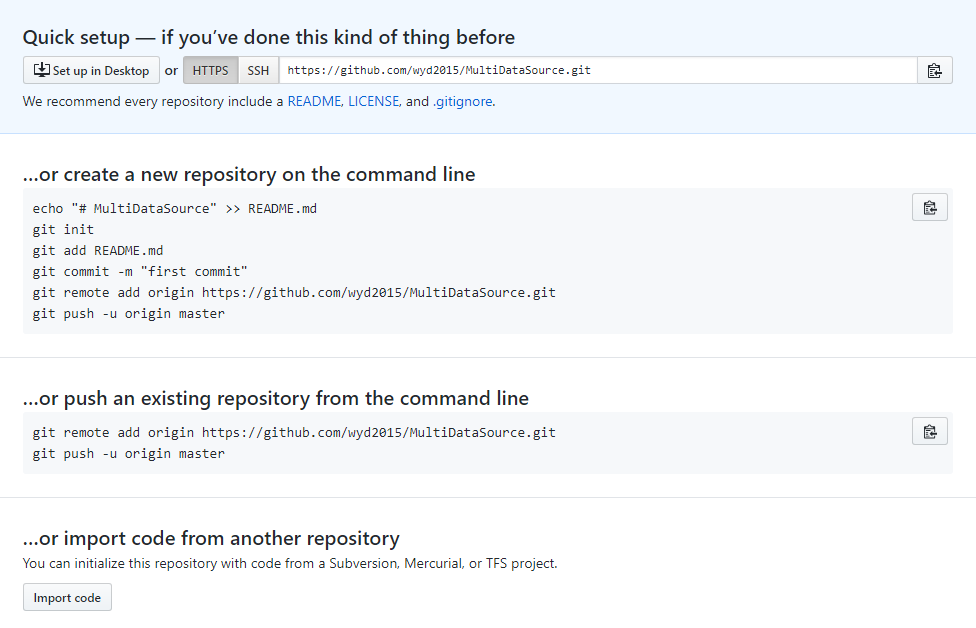 Quick setup — if you’ve done this kind of thing before
Set up in Desktop or HTTPS SSH https://github.com/wyd2015/MultiDataSource.git
We recommend every repository include a README, LICENSE, and .gitignore.
…or create a new repository on the command line
echo "# MultiDataSource" >> README.md
git init
git add README.md
git commit -m "first commit"
git remote add origin https://github.com/wyd2015/MultiDataSource.git
git push -u origin master
…or push an existing repository from the command line
git remote add origin https://github.com/wyd2015/MultiDataSource.git
git push -u origin master
…or import code from another repository
You can initialize this repository with code from a Subversion, Mercurial, or TFS project.
Import code